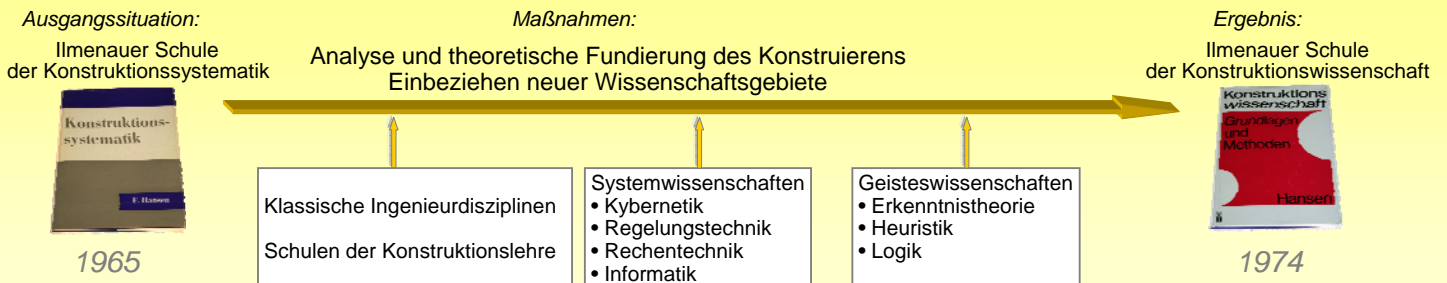 Ausgangssituation:
Ilmenauer Schule
der Konstruktionssystematik
Konstruktions-
systematik
F. Hansen
1965
Maßnahmen:
Analyse und theoretische Fundierung des Konstruierens
Einbeziehen neuer Wissenschaftsgebiete
Klassische Ingenieurdisziplinen
Schulen der Konstruktionslehre
Systemwissenschaften
• Kybernetik
• Regelungstechnik
• Rechentechnik
• Informatik
Geisteswissenschaften
• Erkenntnistheorie
• Heuristik
• Logik
Ergebnis:
Ilmenauer Schule
der Konstruktionswissenschaft
Konstruktions
wissenschaft
Grundlagen
und
Methoden
Hansen
1974